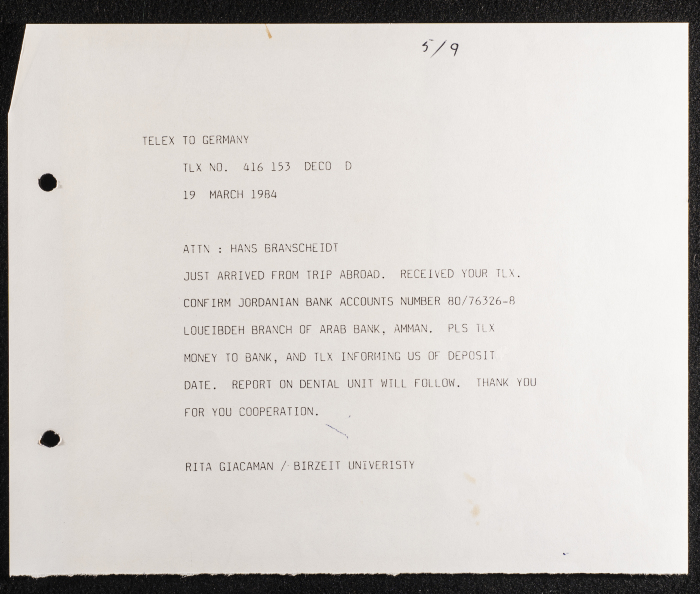 5/9
TELEX TO GERMANY
TLX NO. 416 153 DECO D
19 MARCH 1984
ATTN : HANS BRANSCHEIDT
JUST ARRIVED FROM TRIP ABROAD. RECEIVED YOUR TLX.
CONFIRM JORDANIAN BANK ACCOUNTS NUMBER 80/76326-8
LOUEIBDEH BRANCH OF ARAB BANK, AMMAN. PLS TLX
MONEY TO BANK, AND TLX INFORMING US OF DEPOSIT
DATE. REPORT ON DENTAL UNIT WILL FOLLOW. THANK YOU
FOR YOU COOPERATION.
RITA GIACAMAN / BIRZEIT UNIVERISTY